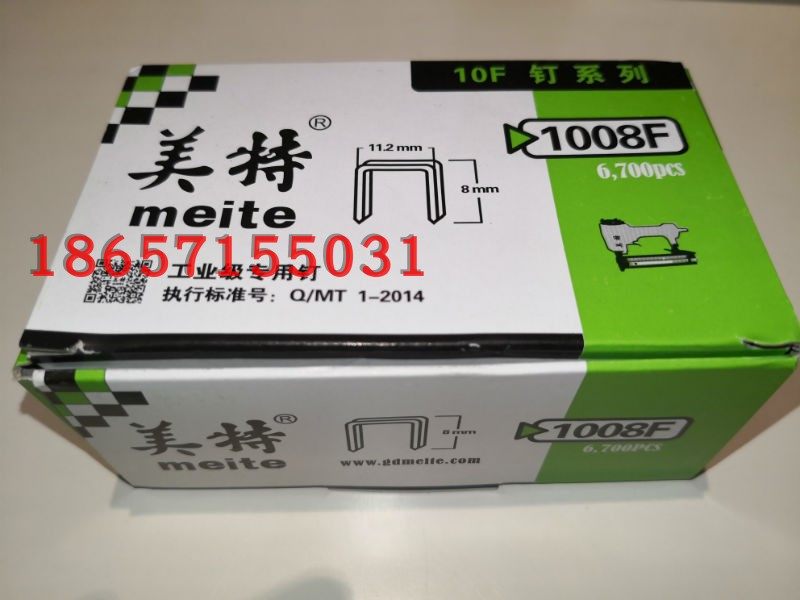 10F 钉系列
美特®
meite
11.2 mm
8 mm
1008F
6,700pcs
18657155031
工业级专用钉
执行标准号：Q/MT 1-2014
美特®
meite
8 mm
www.gdmeite.com
1008F
6,700pcs